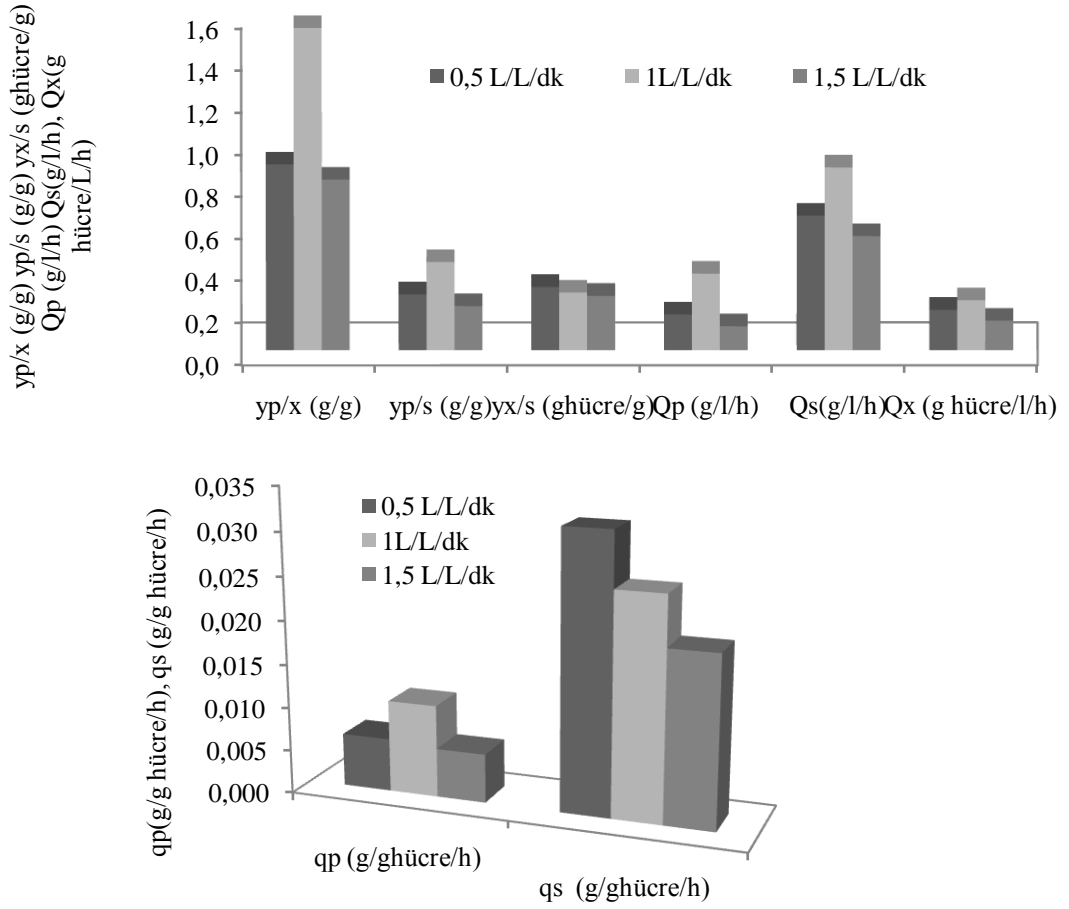 yp/x (g/g) yp/s (g/g) yx/s (ghücre/g)
Qp (g/l/h) Qs(g/l/h), Qx(g
hücre/L/h)
1,6
1,4
1,2
1,0
0,8
0,6
0,4
0,2
0,0
0,5 L/L/dk
1L/L/dk
1,5 L/L/dk
yp/x (g/g)
yp/s (g/g)
yx/s (ghücre/g)
Qp (g/l/h)
Qs(g/l/h)
Qx (g hücre/l/h)
qp(g/g hücre/h), qs (g/g hücre/h)
0,035
0,030
0,025
0,020
0,015
0,010
0,005
0,000
0,5 L/L/dk
1L/L/dk
1,5 L/L/dk
qp (g/ghücre/h)
qs (g/ghücre/h)